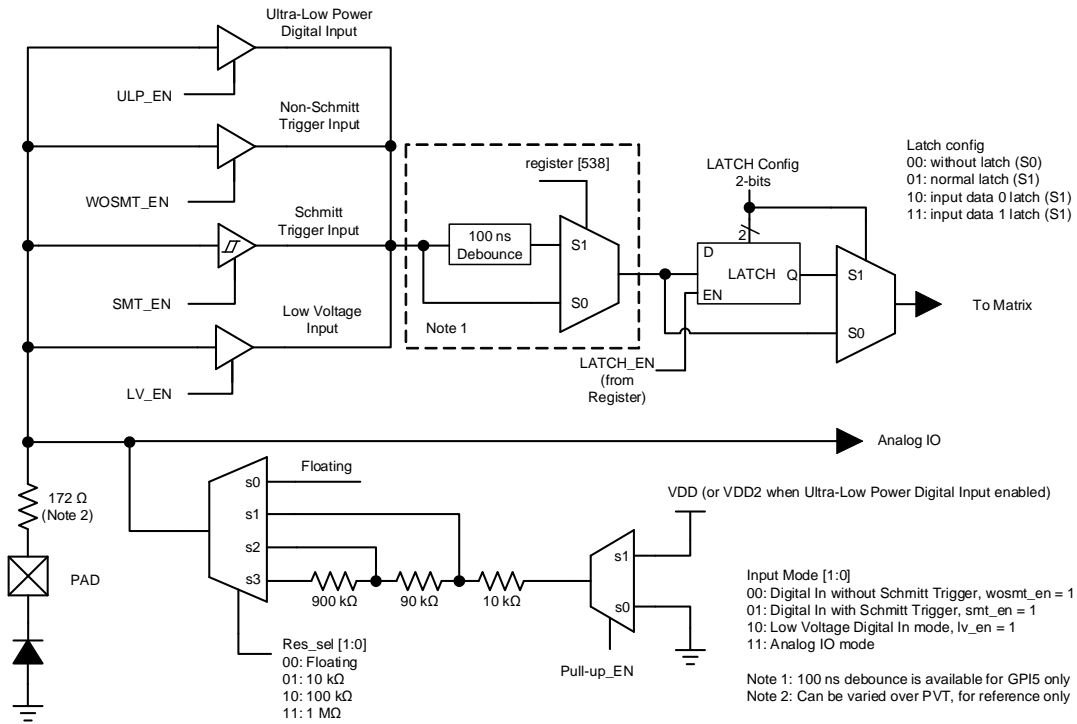 Ultra-Low Power
Digital Input
ULP_EN
Non-Schmitt
Trigger Input
WOSMT_EN
Schmitt
Trigger Input
SMT_EN
Low Voltage
Input
LV_EN
register [538]
100 ns
Debounce
S1
S0
Note 1
LATCH Config
2-bits
2
D
LATCH
Q
EN
LATCH_EN
(from
Register)
S1
S0
To Matrix
Latch config
00: without latch (S0)
01: normal latch (S1)
10: input data 0 latch (S1)
11: input data 1 latch (S1)
Analog IO
172 Ω
(Note 2)
PAD
Floating
s0
s1
s2
s3
900 kΩ
90 kΩ
10 kΩ
Res_sel [1:0]
00: Floating
01: 10 kΩ
10: 100 kΩ
11: 1 MΩ
VDD (or VDD2 when Ultra-Low Power Digital Input enabled)
s1
s0
Pull-up_EN
Input Mode [1:0]
00: Digital In without Schmitt Trigger, wosmt_en = 1
01: Digital In with Schmitt Trigger, smt_en = 1
10: Low Voltage Digital In mode, lv_en = 1
11: Analog IO mode
Note 1: 100 ns debounce is available for GPI5 only
Note 2: Can be varied over PVT, for reference only